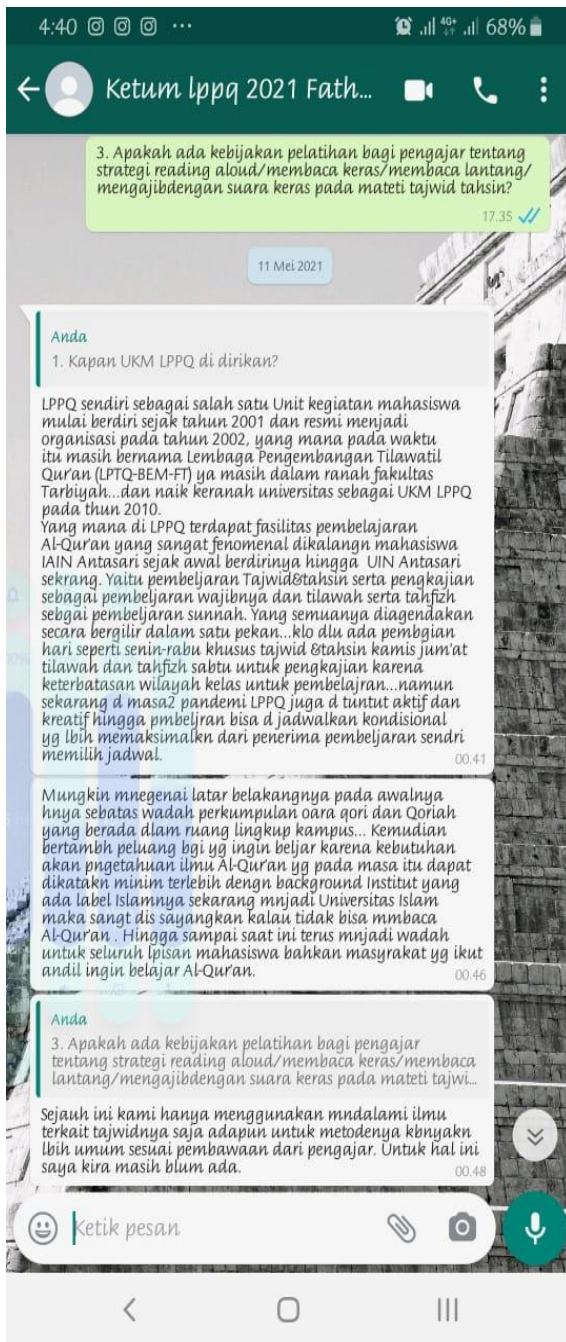 4:40
68%
Ketum lppq 2021 Fath...
3. Apakah ada kebijakan pelatihan bagi pengajar tentang
strategi reading aloud/membaca keras/membaca lantang/
mengajibdengan suara keras pada mateti tajwid tahsin?
17.35
11 Mei 2021
Anda
1. Kapan UKM LPPQ di dirikan?
LPPQ sendiri sebagai salah satu Unit kegiatan mahasiswa
mulai berdiri sejak tahun 2001 dan resmi menjadi
organisasi pada tahun 2002, yang mana pada waktu
itu masih bernama Lembaga Pengembangan Tilawatil
Qur'an (LPTQ-BEM-FT) ya masih dalam ranah fakultas
Tarbiyah...dan naik keranah universitas sebagai UKM LPPQ
pada thun 2010.
Yang mana di LPPQ terdapat fasilitas pembelajaran
Al-Qur'an yang sangat fenomenal dikalangn mahasiswa
IAIN Antasari sejak awal berdirinya hingga UIN Antasari
sekrang. Yaitu pembeljaran Tajwid&tahsin serta pengkajian
sebagai pembeljaran wajibnya dan tilawah serta tahfizh
sebgai pembeljaran sunnah. Yang semuanya diagendakan
secara bergilir dalam satu pekan...klo dlu ada pembgian
hari seperti senin-rabu khusus tajwid &tahsin kamis jum'at
tilawah dan tahfizh sabtu untuk pengkajian karena
keterbatasan wilayah kelas untuk pembelajran...namun
sekarang d masa2 pandemi LPPQ juga d tuntut aktif dan
kreatif hingga pmbeljran bisa d jadwalkan kondisional
yg lbih memaksimalkn dari penerima pembeljaran sendri
memilih jadwal.
00.41
Mungkin mnegenai latar belakangnya pada awalnya
hnya sebatas wadah perkumpulan oara qori dan Qoriah
yang berada dlam ruang lingkup kampus... Kemudian
bertambh peluang bgi yg ingin beljar karena kebutuhan
akan pngetahuan ilmu Al-Qur'an yg pada masa itu dapat
dikatakn minim terlebih dengn background Institut yang
ada label Islamnya sekarang mnjadi Universitas Islam
maka sangt dis sayangkan kalau tidak bisa mmbaca
Al-Qur'an . Hingga sampai saat ini terus mnjadi wadah
untuk seluruh lpisan mahasiswa bahkan masyrakat yg ikut
andil ingin belajar Al-Qur'an.
00.46
Anda
3. Apakah ada kebijakan pelatihan bagi pengajar
tentang strategi reading aloud/membaca keras/membaca
lantang/mengajibdengan suara keras pada mateti tajwi...
Sejauh ini kami hanya menggunakan mndalami ilmu
terkait tajwidnya saja adapun untuk metodenya kbnyakn
lbih umum sesuai pembawaan dari pengajar. Untuk hal ini
saya kira masih blum ada.
00.48
Ketik pesan